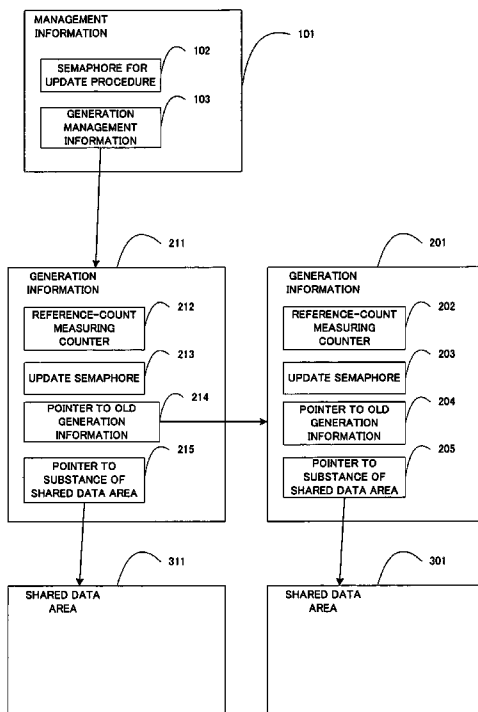 MANAGEMENT
INFORMATION
101
102
SEMAPHORE FOR
UPDATE PROCEDURE
103
GENERATION
MANAGEMENT
INFORMATION
211
GENERATION
INFORMATION
212
REFERENCE-COUNT
MEASURING
COUNTER
213
UPDATE SEMAPHORE
214
POINTER TO OLD
GENERATION
INFORMATION
215
POINTER TO
SUBSTANCE OF
SHARED DATA AREA
201
GENERATION
INFORMATION
202
REFERENCE-COUNT
MEASURING
COUNTER
203
UPDATE SEMAPHORE
204
POINTER TO OLD
GENERATION
INFORMATION
205
POINTER TO
SUBSTANCE OF
SHARED DATA AREA
311
SHARED DATA
AREA
301
SHARED DATA
AREA